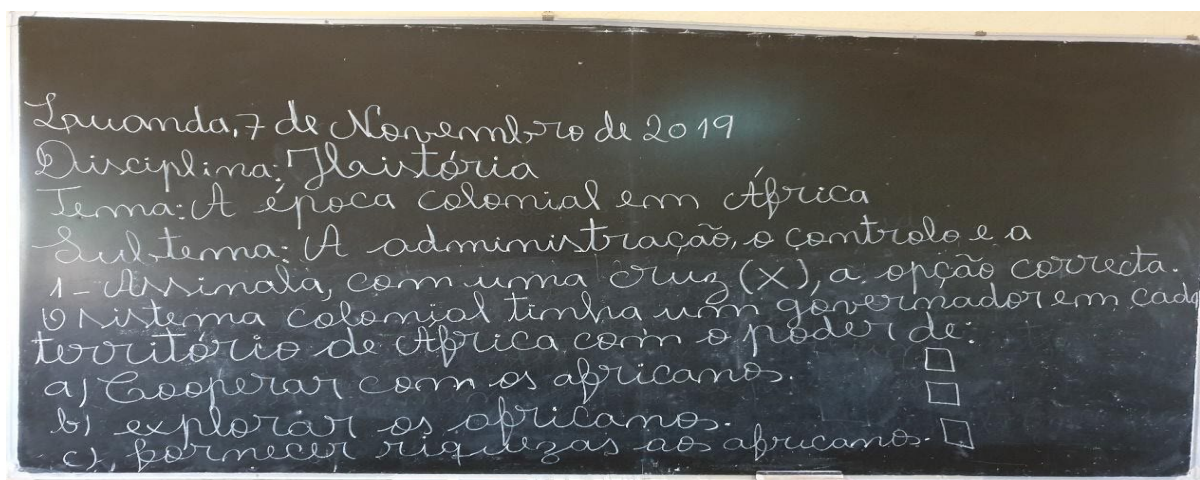 Luuanda, 7 de Novembro de 2019
Disciplina: História
Tema: A época colonial em África
Subtema: A administração, o controlo e a
1- Assinala, com uma cruz (X), a opção correcta.
O sistema colonial tinha um governador em cada
território de África com o poder de:
a) Cooperar com os africanos. □
b) explorar os africanos. □
c), fornecer riquezas aos africanos. □